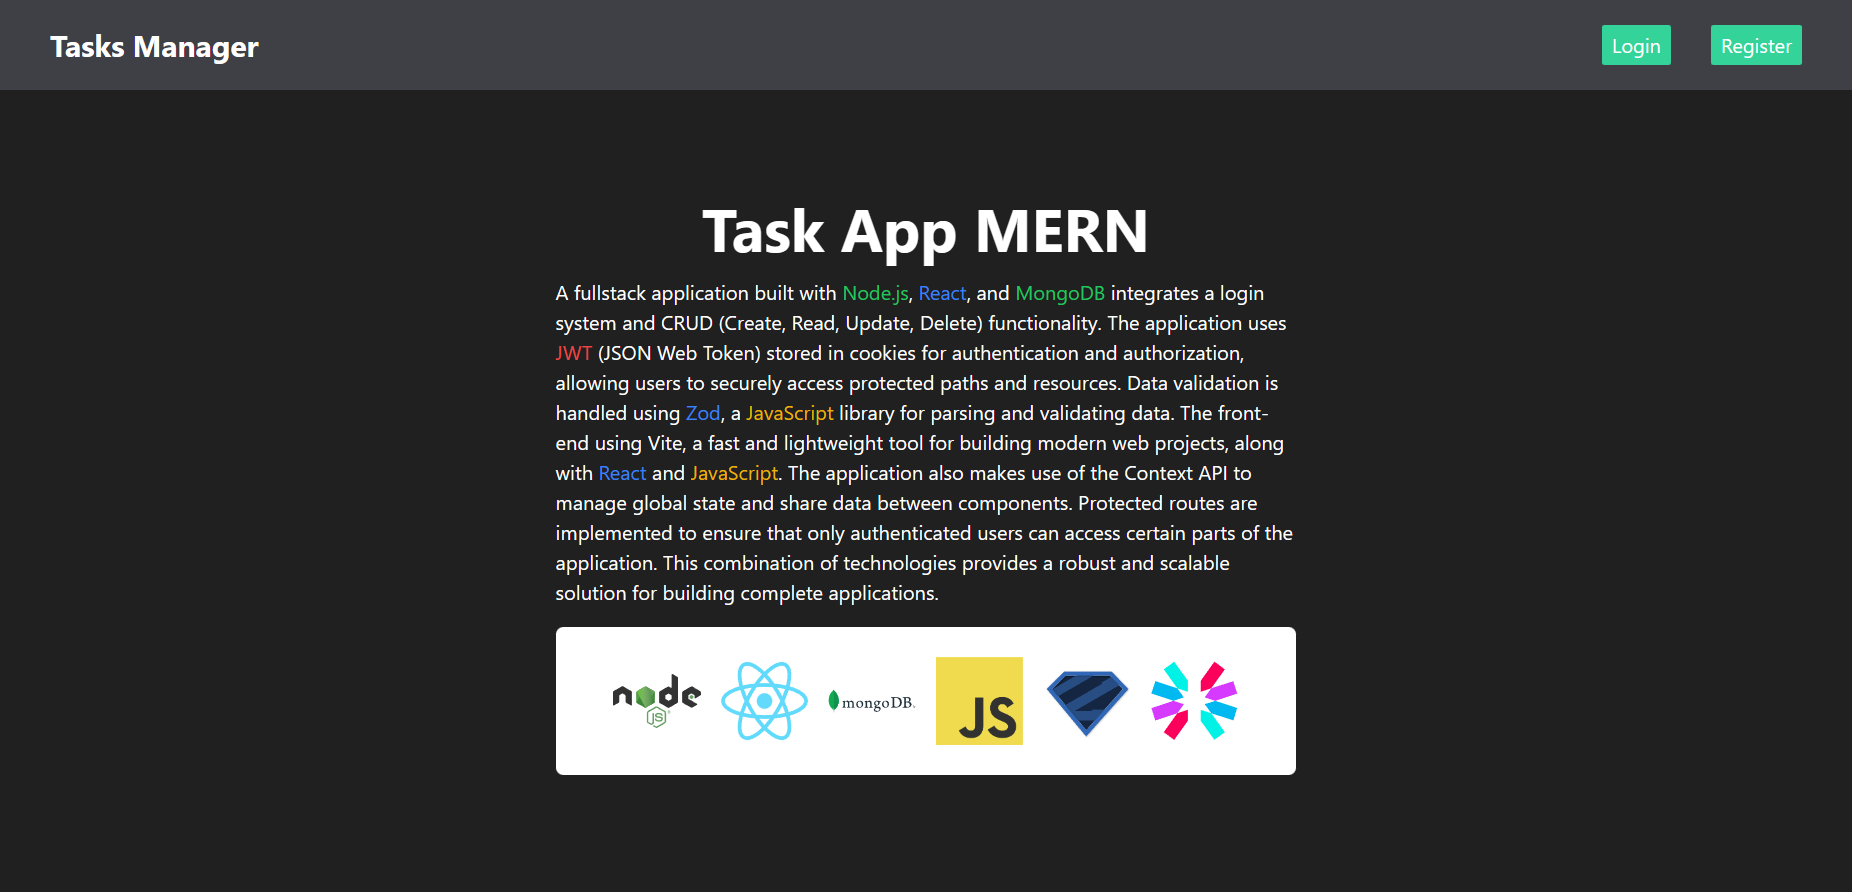 Tasks Manager
Login
Register
Task App MERN
A fullstack application built with Node.js, React, and MongoDB integrates a login
system and CRUD (Create, Read, Update, Delete) functionality. The application uses
JWT (JSON Web Token) stored in cookies for authentication and authorization,
allowing users to securely access protected paths and resources. Data validation is
handled using Zod, a JavaScript library for parsing and validating data. The front-
end using Vite, a fast and lightweight tool for building modern web projects, along
with React and JavaScript. The application also makes use of the Context API to
manage global state and share data between components. Protected routes are
implemented to ensure that only authenticated users can access certain parts of the
application. This combination of technologies provides a robust and scalable
solution for building complete applications.
node
JS
mongoDB.
JS